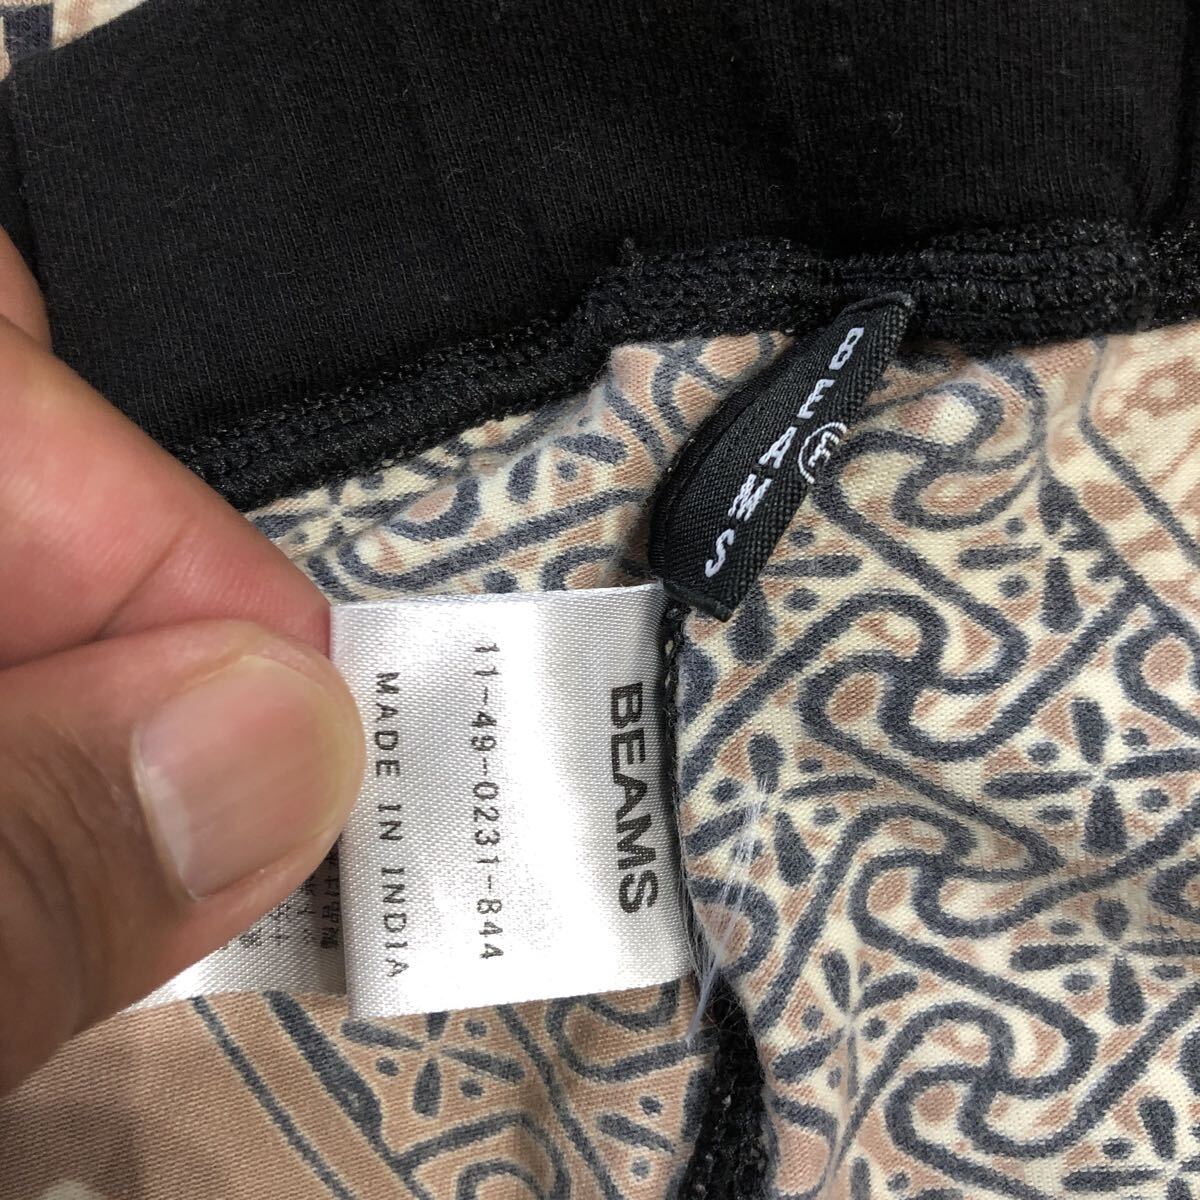 BEAMS
BEAMS
11-49-0231-844
MADE IN INDIA